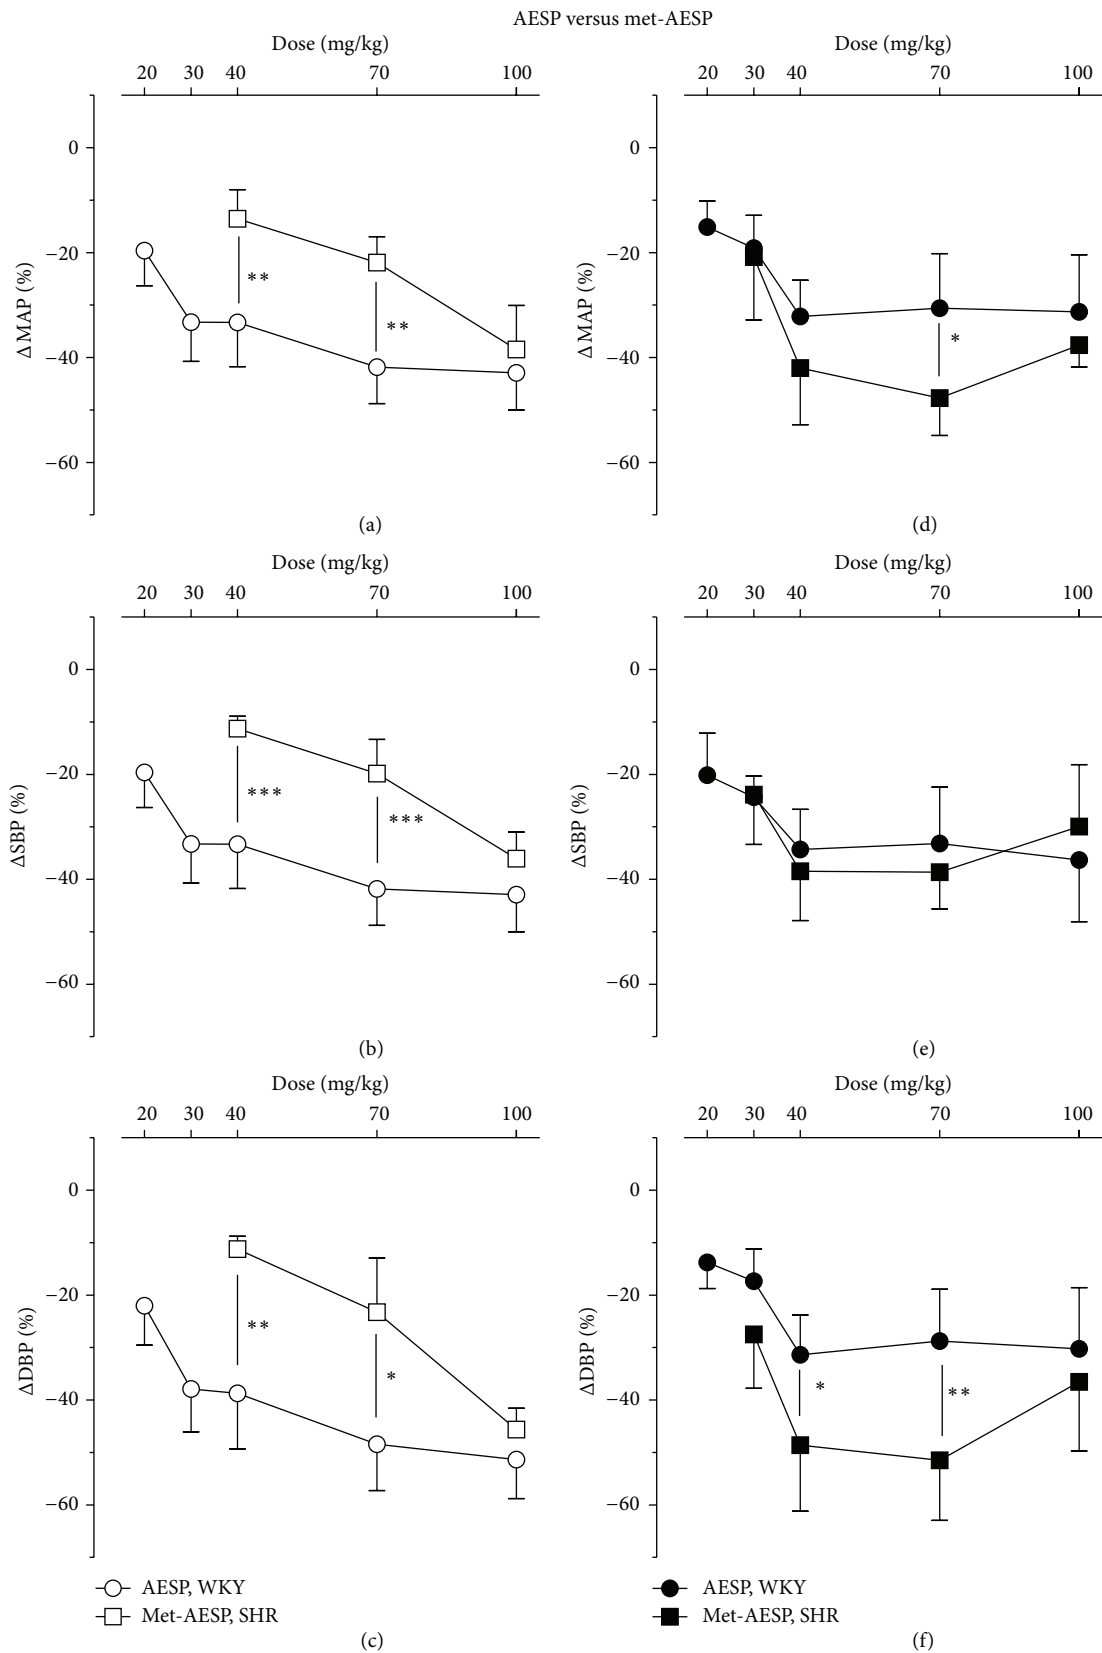 AESP versus met-AESP
Dose (mg/kg)
20 30 40 70 100
0
−20
−40
−60
ΔMAP (%)
**
**
(a)
Dose (mg/kg)
20 30 40 70 100
0
−20
−40
−60
ΔMAP (%)
*
(d)
Dose (mg/kg)
20 30 40 70 100
0
−20
−40
−60
ΔSBP (%)
***
***
(b)
Dose (mg/kg)
20 30 40 70 100
0
−20
−40
−60
ΔSBP (%)
(e)
Dose (mg/kg)
20 30 40 70 100
0
−20
−40
−60
ΔDBP (%)
**
*
AESP, WKY
Met-AESP, SHR
(c)
Dose (mg/kg)
20 30 40 70 100
0
−20
−40
−60
ΔDBP (%)
*
**
AESP, WKY
Met-AESP, SHR
(f)